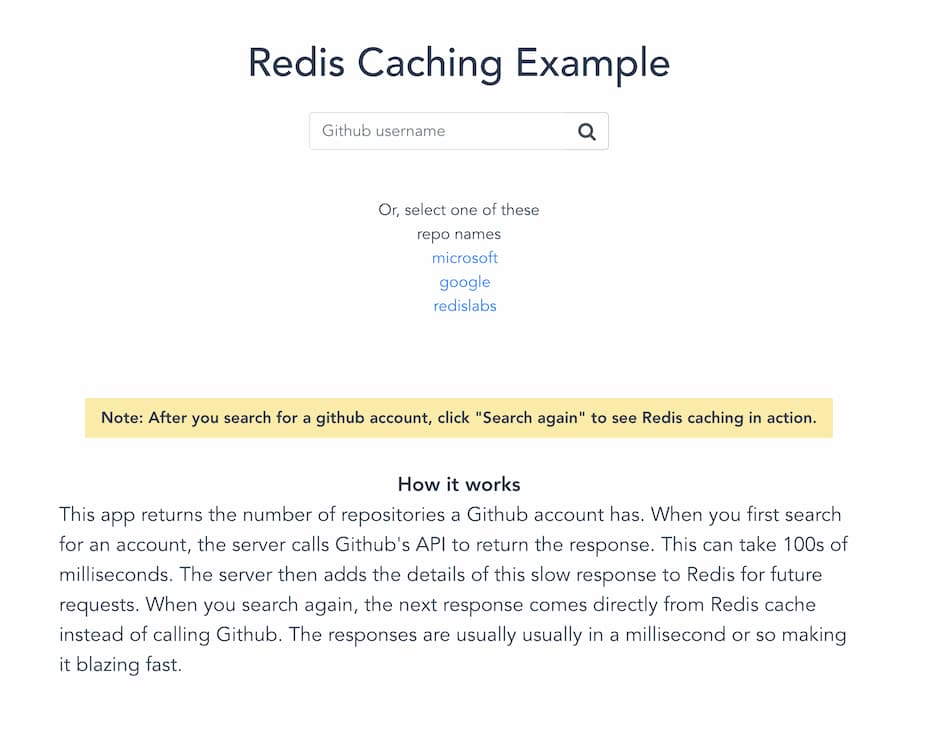 Redis Caching Example
Github username
Or, select one of these
repo names
microsoft
google
redislabs
Note: After you search for a github account, click "Search again" to see Redis caching in action.
How it works
This app returns the number of repositories a Github account has. When you first search
for an account, the server calls Github's API to return the response. This can take 100s of
milliseconds. The server then adds the details of this slow response to Redis for future
requests. When you search again, the next response comes directly from Redis cache
instead of calling Github. The responses are usually usually in a millisecond or so making
it blazing fast.